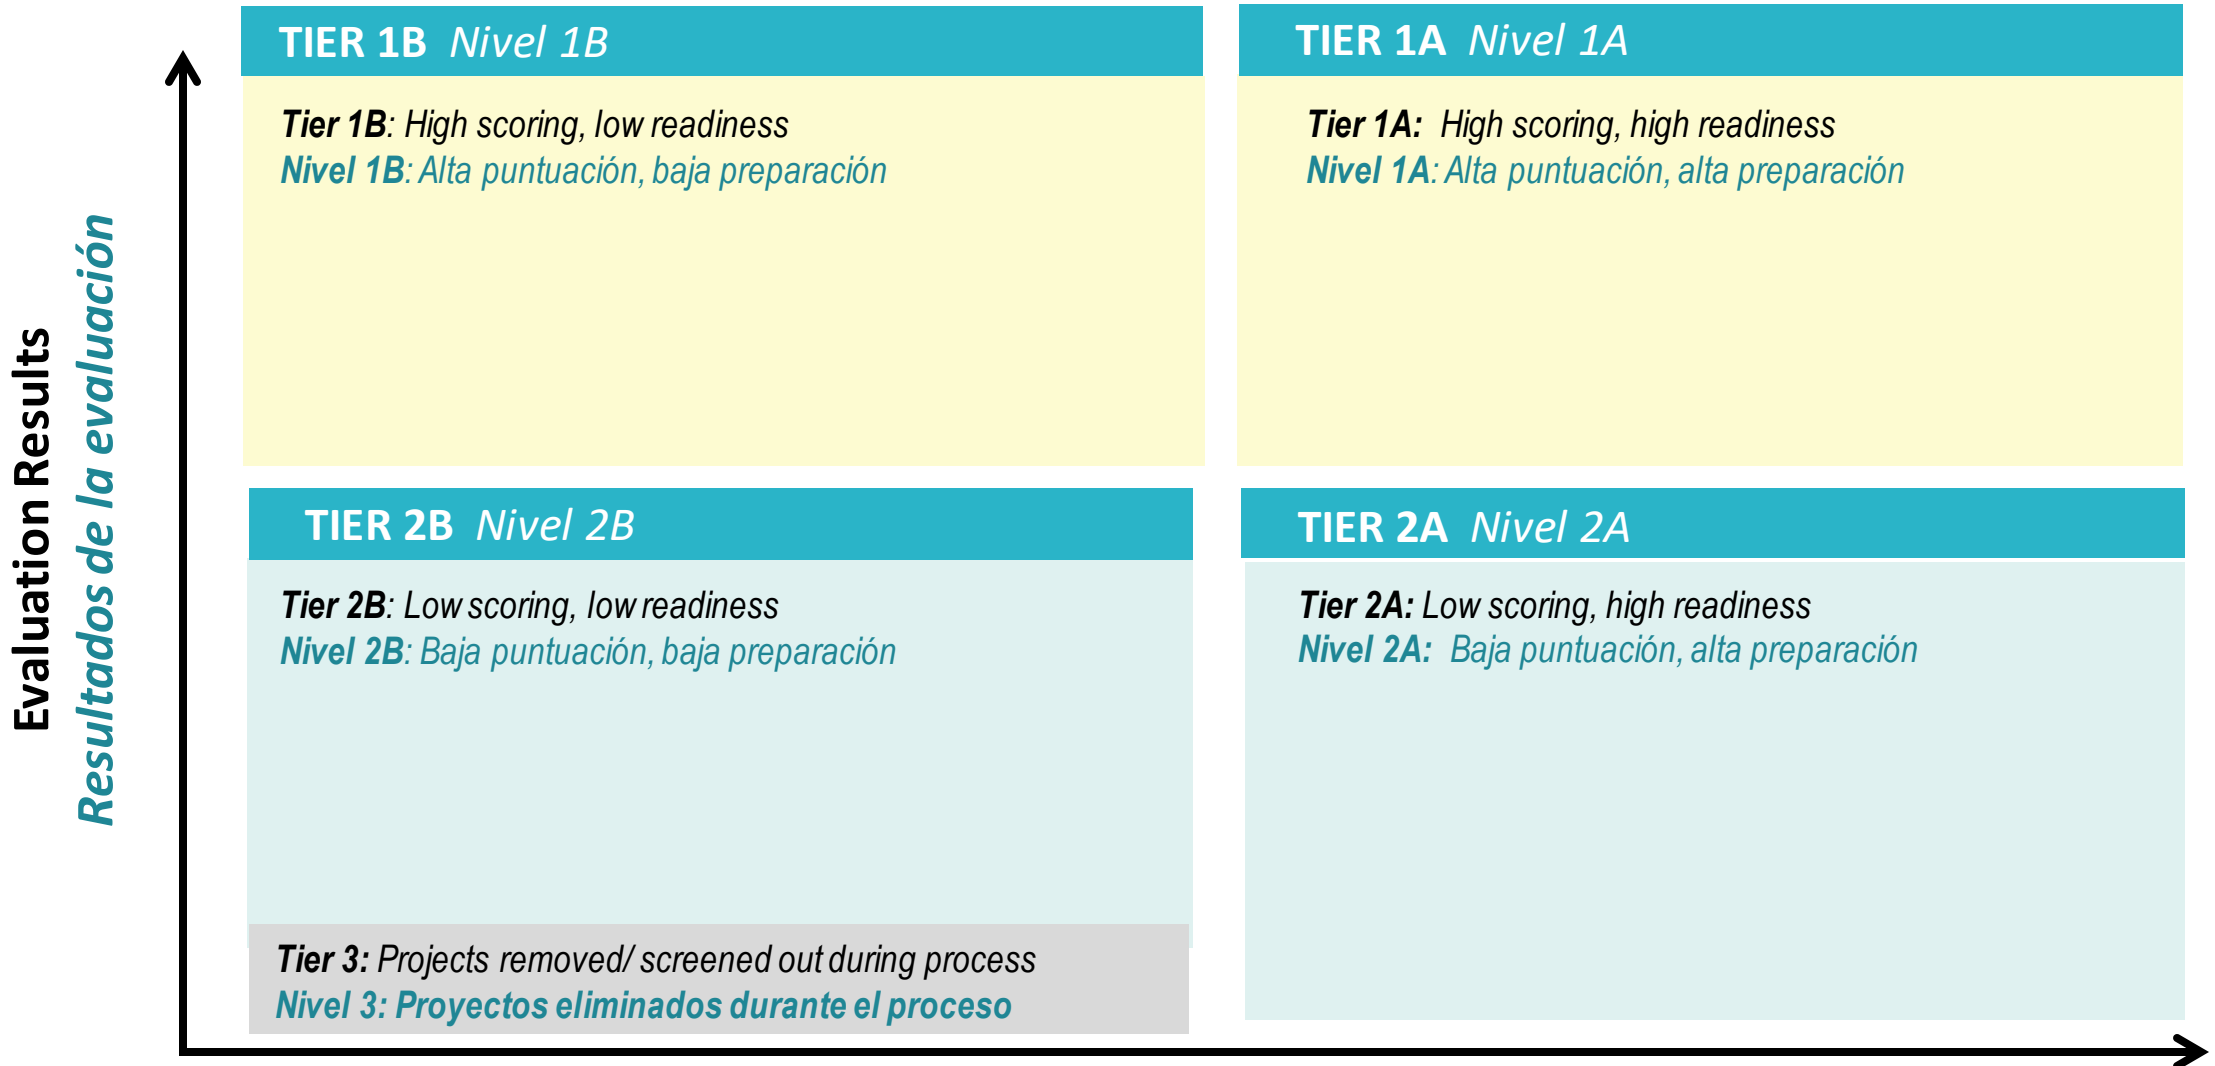 Evaluation Results
Resultados de la evaluación
TIER 1B Nivel 1B
Tier 1B: High scoring, low readiness
Nivel 1B: Alta puntuación, baja preparación
TIER 1A Nivel 1A
Tier 1A: High scoring, high readiness
Nivel 1A: Alta puntuación, alta preparación
TIER 2B Nivel 2B
Tier 2B: Low scoring, low readiness
Nivel 2B: Baja puntuación, baja preparación
TIER 2A Nivel 2A
Tier 2A: Low scoring, high readiness
Nivel 2A: Baja puntuación, alta preparación
Tier 3: Projects removed/ screened out during process
Nivel 3: Proyectos eliminados durante el proceso